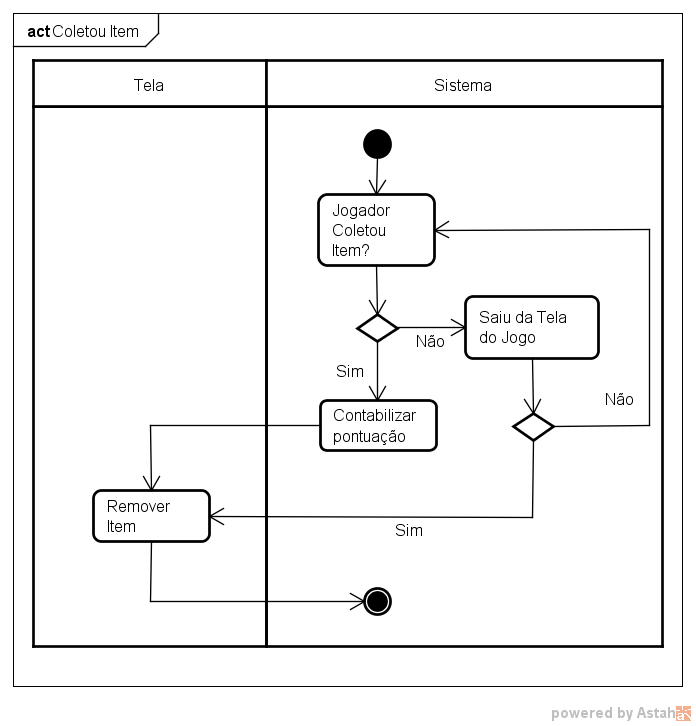 act Coletou Item
Tela
Sistema
Jogador
Coletou
Item?
Saiu da Tela
do Jogo
Não
Sim
Não
Contabilizar
pontuação
Remover
Item
Sim
powered by Astah